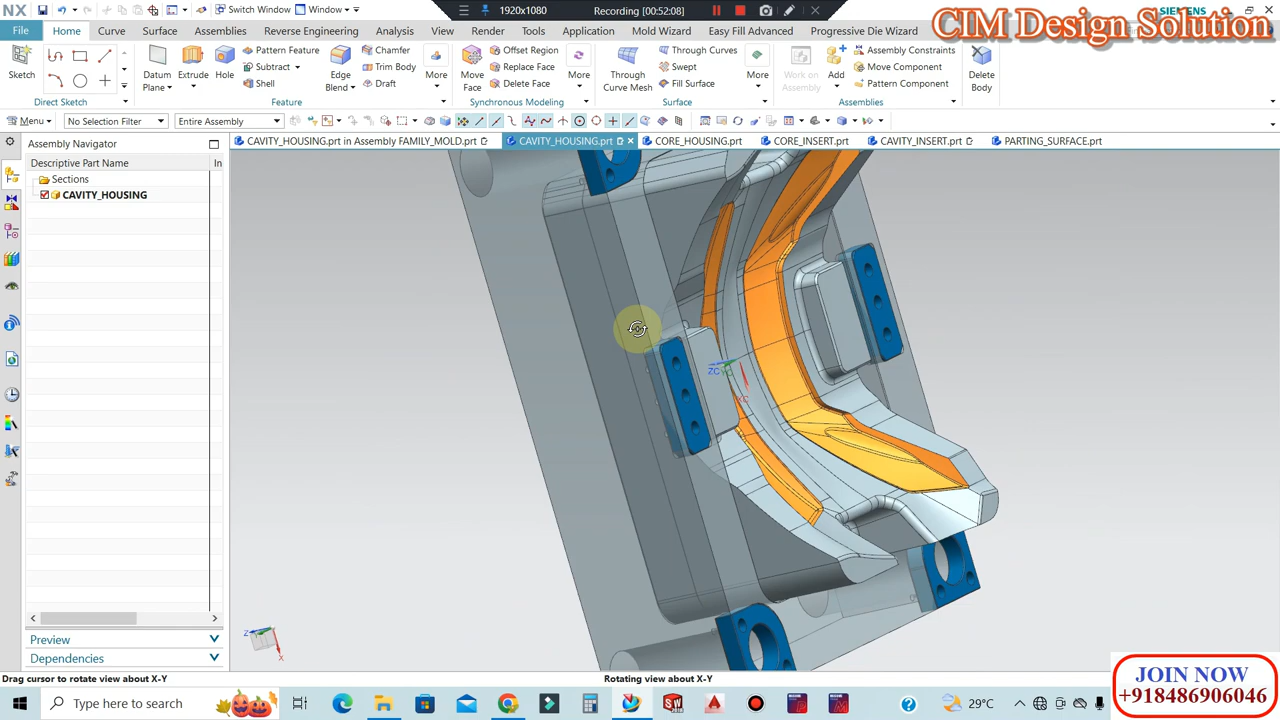 NX Switch Window Window 1920x1080 Recording [00:52:08] SIEMENS
CIM Design Solution
File Home Curve Surface Assemblies Reverse Engineering Tools Analysis View Render Tools Application Mold Wizard Easy Fill Advanced Progressive Die Wizard
Sketch
Direct Sketch
Datum Plane
Extrude
Hole
Pattern Feature
Subtract
Shell
Edge Blend
Chamfer
Trim Body
Draft
More
Feature
Move Face
Offset Region
Replace Face
Delete Face
More
Synchronous Modeling
Through Curve Mesh
Through Curves
Swept
Fill Surface
More
Surface
Work on Assembly
Add
Assembly Constraints
Move Component
Pattern Component
Assemblies
Delete Body
Menu No Selection Filter Entire Assembly
Assembly Navigator
CAVITY_HOUSING.prt in Assembly FAMILY_MOLD.prt CAVITY_HOUSING.prt CORE_HOUSING.prt CORE_INSERT.prt CAVITY_INSERT.prt PARTING_SURFACE.prt
Descriptive Part Name
Sections
CAVITY_HOUSING
ZC
YC
XC
Z
X
Preview
Dependencies
Drag cursor to rotate view about X-Y Rotating view about X-Y
JOIN NOW
+918486906046
Type here to search 29°C